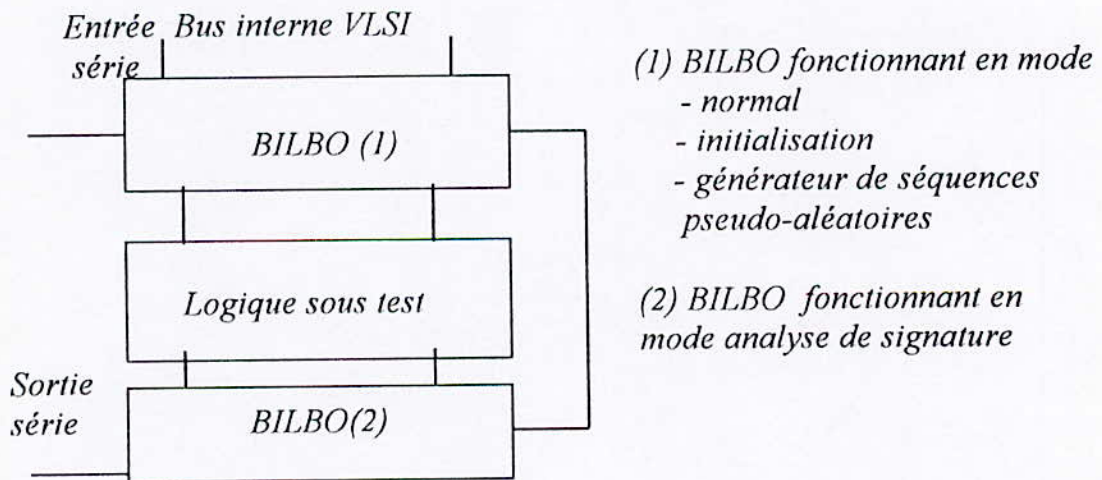 Entrée Bus interne VLSI
série
BILBO (1)
Logique sous test
Sortie
série
BILBO(2)
(1) BILBO fonctionnant en mode
- normal
- initialisation
- générateur de séquences
pseudo-aléatoires
(2) BILBO fonctionnant en
mode analyse de signature